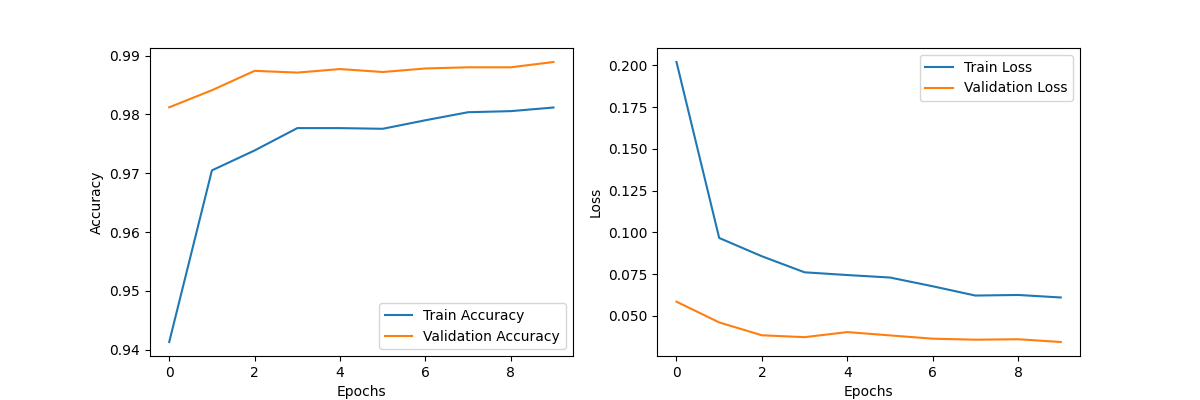 0.99
0.98
0.97
0.96
0.95
0.94
Accuracy
0 2 4 6 8
Epochs
Train Accuracy
Validation Accuracy
0.200
0.175
0.150
0.125
0.100
0.075
0.050
Loss
0 2 4 6 8
Epochs
Train Loss
Validation Loss